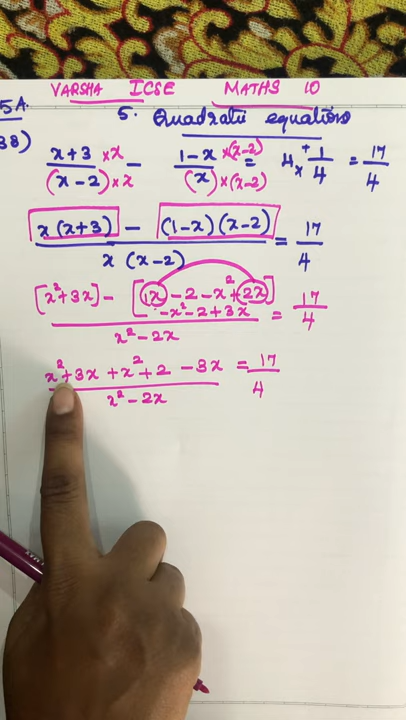 VARSHA ICSE MATHS 10
5A.
5. Quadratic equations
38)
x+3 ×x / (x-2) ×x - 1-x ×(x-2) / (x) ×(x-2) = 4 × + 1/4 = 17/4
x(x+3) - (1-x)(x-2) / x(x-2) = 17/4
[x²+3x] - [1x - 2 - x² + 2x] / x² - 2x = 17/4
-x² - 2 + 3x
x² + 3x + x² + 2 - 3x / x² - 2x = 17/4